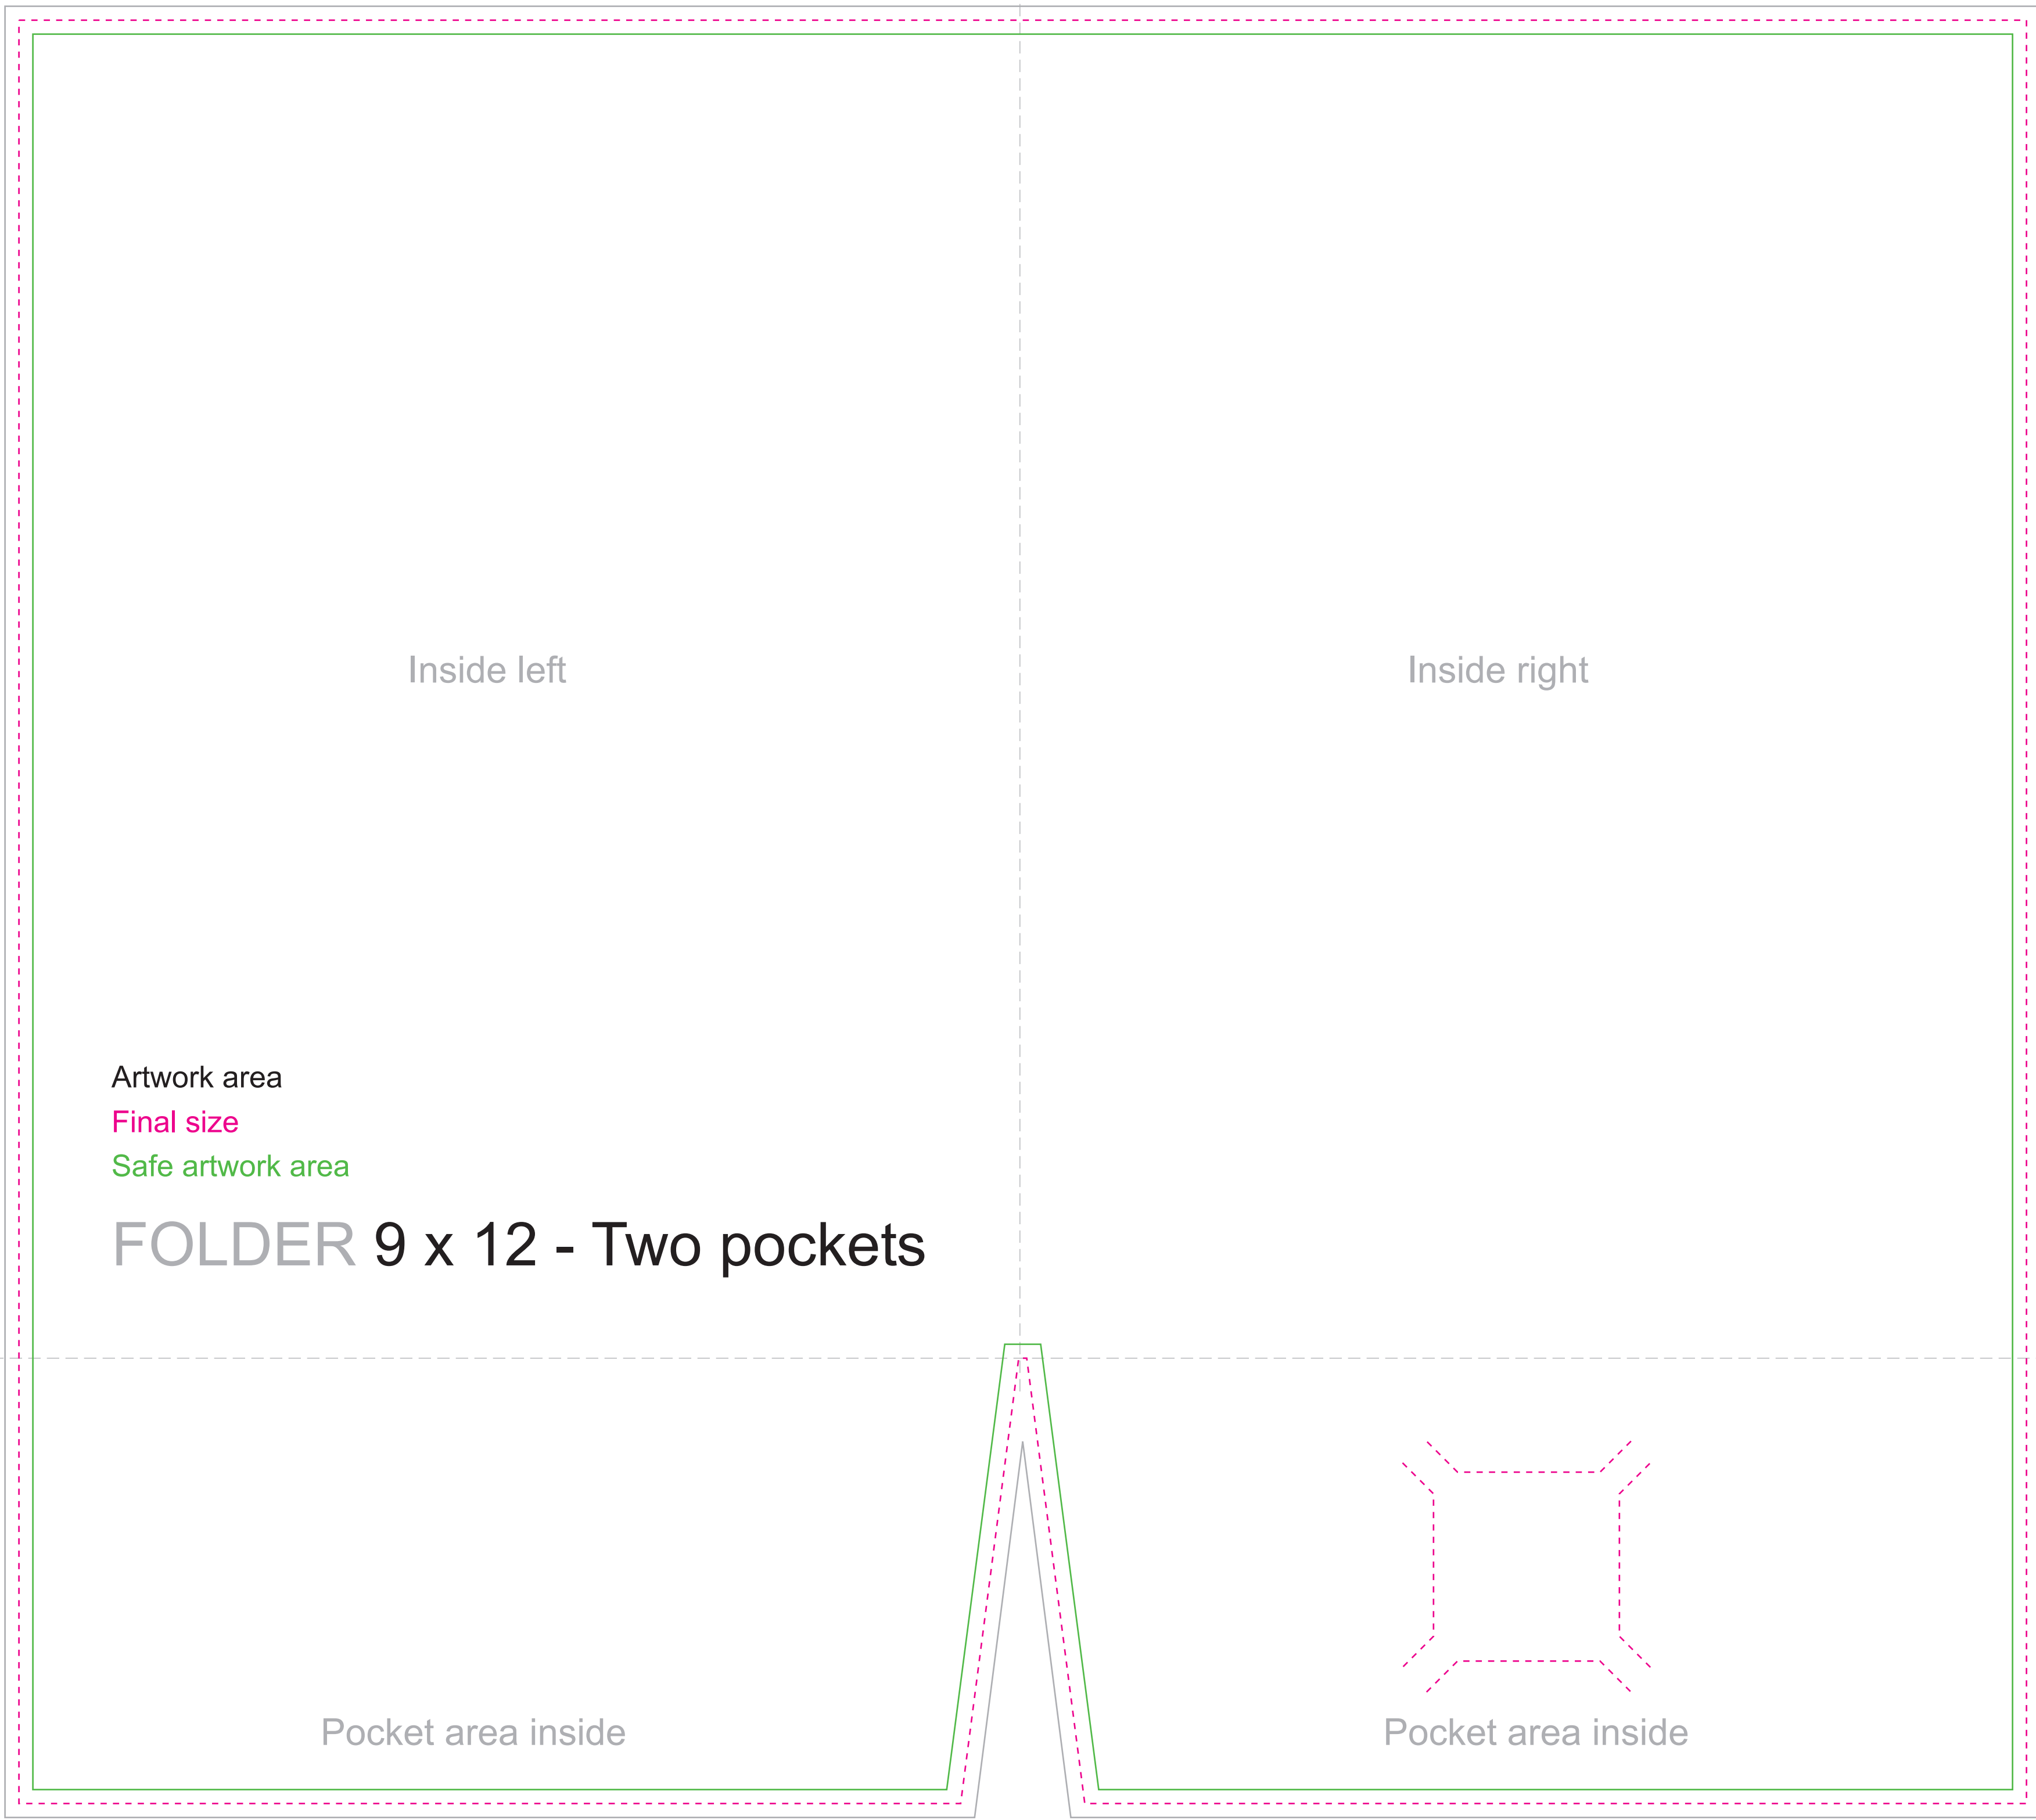 Inside left
Inside right
Artwork area
Final size
Safe artwork area
FOLDER 9 x 12 - Two pockets
Pocket area inside
Pocket area inside